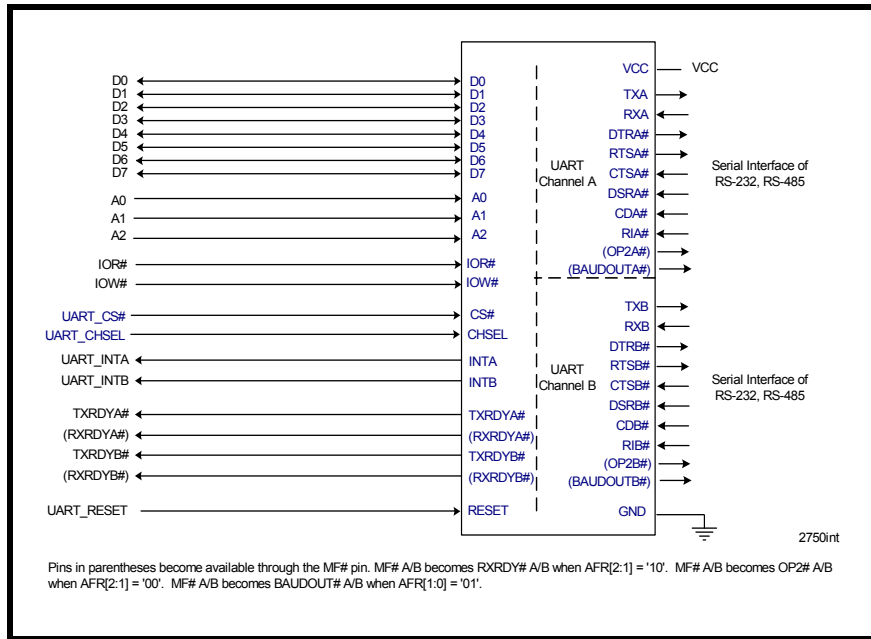 D0
D1
D2
D3
D4
D5
D6
D7
A0
A1
A2
IOR#
IOW#
UART_CS#
UART_CHSEL
UART_INTA
UART_INTB
TXRDYA#
(RXRDYA#)
TXRDYB#
(RXRDYB#)
UART_RESET
D0
D1
D2
D3
D4
D5
D6
D7
A0
A1
A2
IOR#
IOW#
CS#
CHSEL
INTA
INTB
TXRDYA#
(RXRDYA#)
TXRDYB#
(RXRDYB#)
RESET
UART
Channel A
UART
Channel B
VCC
TXA
RXA
DTRA#
RTSA#
CTSA#
DSRA#
CDA#
RIA#
(OP2A#)
(BAUDOUTA#)
TXB
RXB
DTRB#
RTSB#
CTSB#
DSRB#
CDB#
RIB#
(OP2B#)
(BAUDOUTB#)
GND
VCC
Serial Interface of
RS-232, RS-485
Serial Interface of
RS-232, RS-485
2750int
Pins in parentheses become available through the MF# pin. MF# A/B becomes RXRDY# A/B when AFR[2:1] = '10'. MF# A/B becomes OP2# A/B
when AFR[2:1] = '00'. MF# A/B becomes BAUDOUT# A/B when AFR[1:0] = '01'.